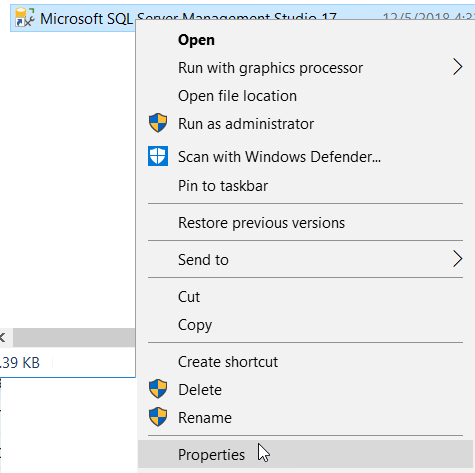 Microsoft SQL Server Management Studio 17 12/5/2018 4:3
Open
Run with graphics processor
Open file location
Run as administrator
Scan with Windows Defender...
Pin to taskbar
Restore previous versions
Send to
Cut
Copy
.39 KB
Create shortcut
Delete
Rename
Properties